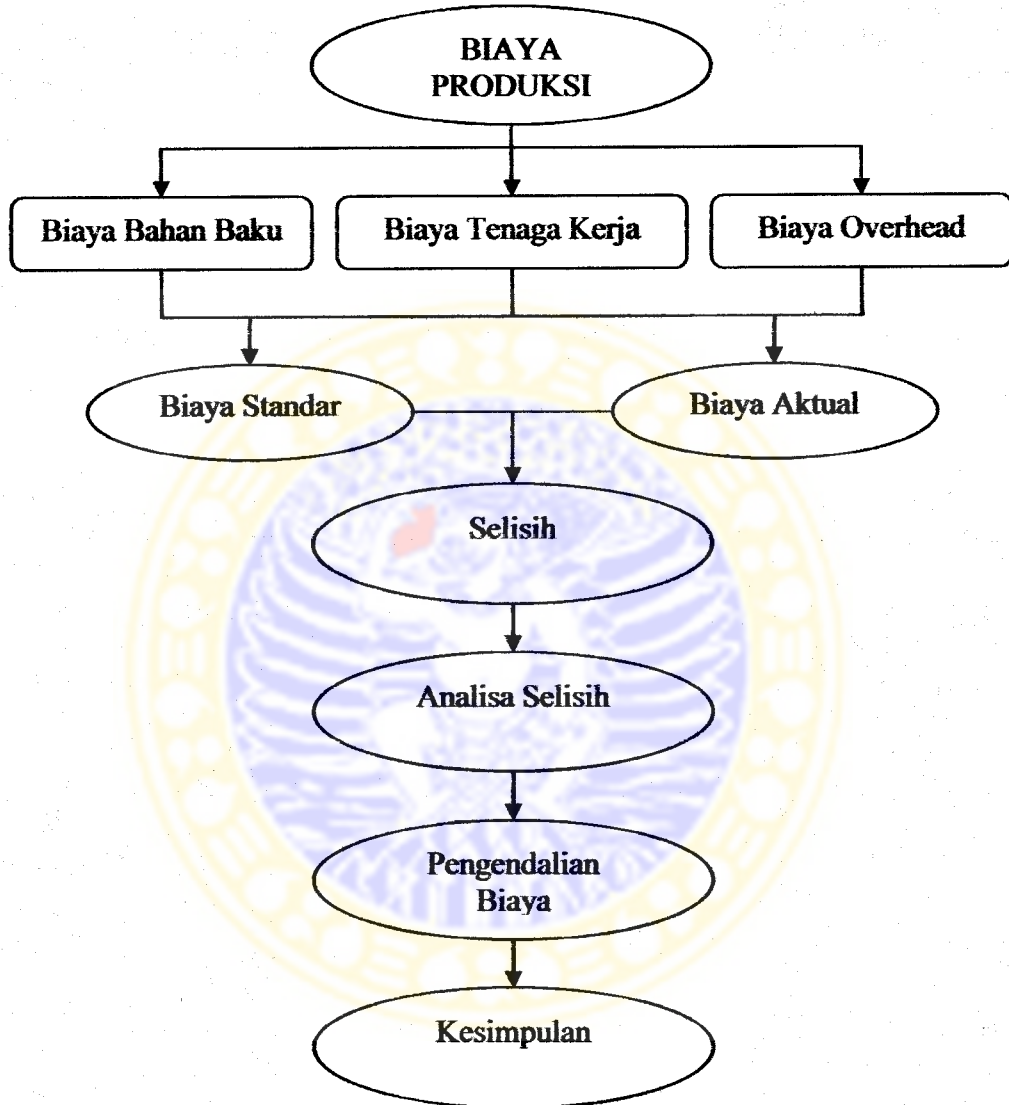 BIAYA
PRODUKSI
Biaya Bahan Baku
Biaya Tenaga Kerja
Biaya Overhead
Biaya Standar
Biaya Aktual
Selisih
Analisa Selisih
Pengendalian
Biaya
Kesimpulan